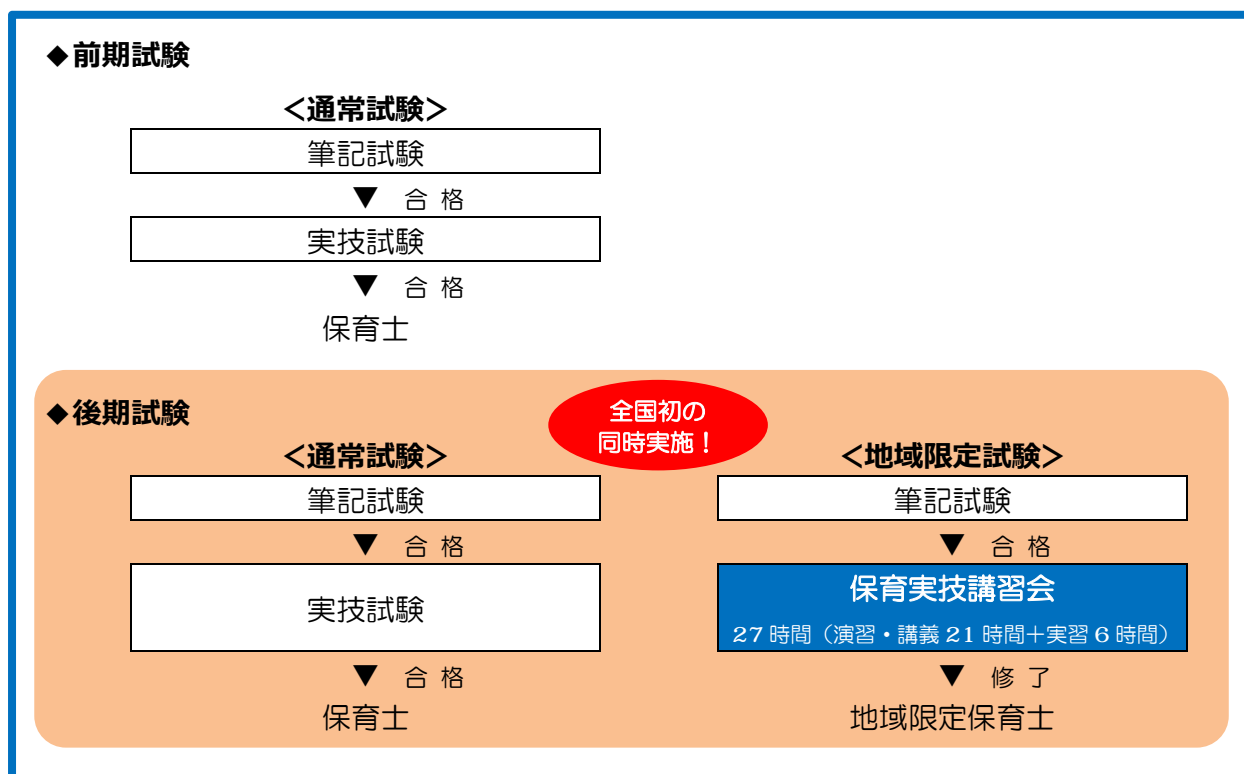 ◆前期試験
＜通常試験＞
筆記試験
▼ 合 格
実技試験
▼ 合 格
保育士
◆後期試験
全国初の
同時実施！
＜通常試験＞
筆記試験
▼ 合 格
実技試験
▼ 合 格
保育士
＜地域限定試験＞
筆記試験
▼ 合 格
保育実技講習会
27 時間（演習・講義 21 時間＋実習 6 時間）
▼ 修 了
地域限定保育士